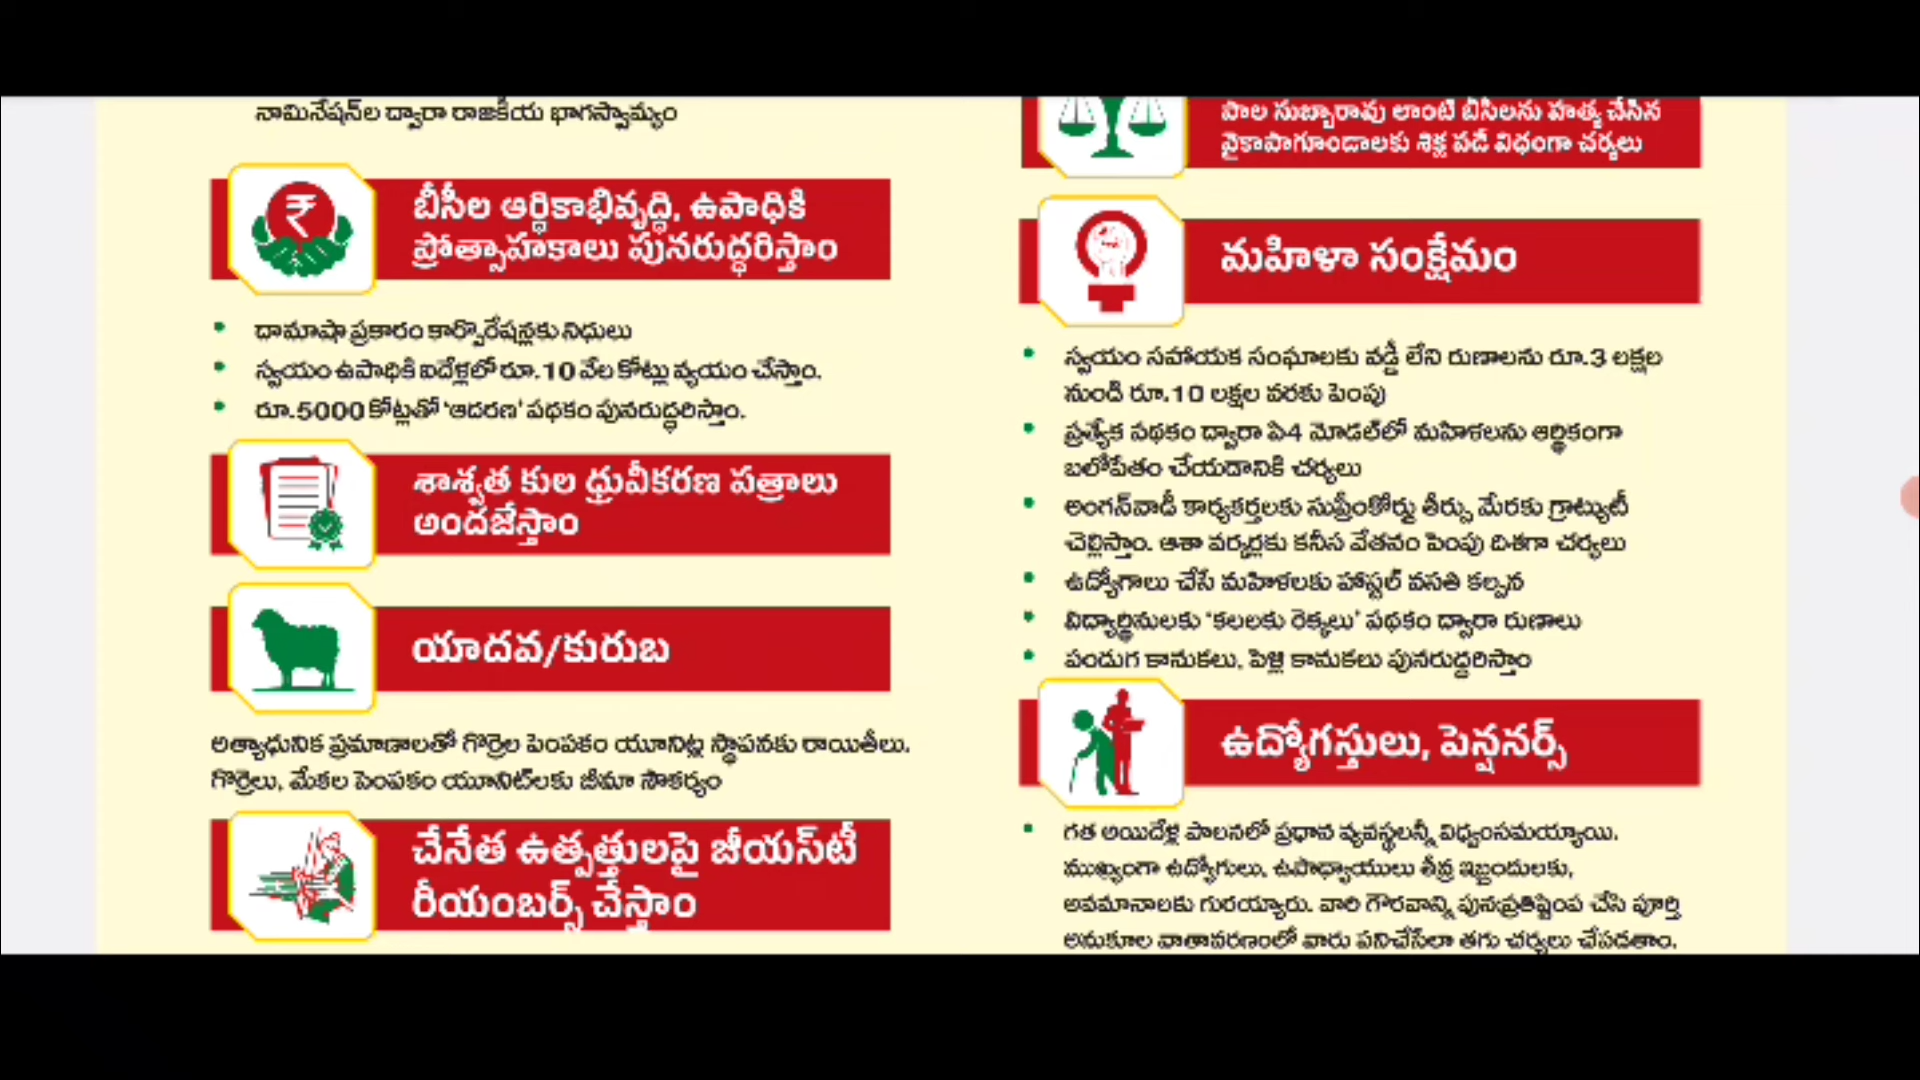 నామినేషన్‌ల ద్వారా రాజకీయ భాగస్వామ్యం
బీసీల ఆర్థికాభివృద్ధి, ఉపాధికి
ప్రోత్సాహకాలు పునరుద్ధరిస్తాం
దామాషా ప్రకారం కార్పొరేషన్లకు నిధులు
స్వయం ఉపాధికి ఐదేళ్లలో రూ.10 వేల కోట్లు వ్యయం చేస్తాం.
రూ.5000 కోట్లతో ‘ఆదరణ’ పథకం పునరుద్ధరిస్తాం.
శాశ్వత కుల ధ్రువీకరణ పత్రాలు
అందజేస్తాం
యాదవ/కురుబ
అత్యాధునిక ప్రమాణాలతో గొర్రెల పెంపకం యూనిట్ల స్థాపనకు రాయితీలు.
గొర్రెలు, మేకల పెంపకం యూనిట్‌లకు బీమా సౌకర్యం
చేనేత ఉత్పత్తులపై జీయస్‌టీ
రీయంబర్స్ చేస్తాం
పాల సుబ్బారావు లాంటి బీసీలను హత్య చేసిన
వైకాపాగూండాలకు శిక్ష పడే విధంగా చర్యలు
మహిళా సంక్షేమం
స్వయం సహాయక సంఘాలకు వడ్డీ లేని రుణాలను రూ.3 లక్షల
నుండి రూ.10 లక్షల వరకు పెంపు
ప్రత్యేక పథకం ద్వారా పి4 మోడల్‌లో మహిళలను ఆర్థికంగా
బలోపేతం చేయడానికి చర్యలు
అంగన్‌వాడీ కార్యకర్తలకు సుప్రీంకోర్టు తీర్పు మేరకు గ్రాట్యుటీ
చెల్లిస్తాం. ఆశా వర్కర్లకు కనీస వేతనం పెంపు దిశగా చర్యలు
ఉద్యోగాలు చేసే మహిళలకు హాస్టల్ వసతి కల్పన
విద్యార్థినులకు ‘కలలకు రెక్కలు’ పథకం ద్వారా రుణాలు
పండుగ కానుకలు, పెళ్లి కానుకలు పునరుద్ధరిస్తాం
ఉద్యోగస్తులు, పెన్షనర్స్
గత అయిదేళ్ల పాలనలో ప్రధాన వ్యవస్థలన్నీ విధ్వంసమయ్యాయి.
ముఖ్యంగా ఉద్యోగులు, ఉపాధ్యాయులు తీవ్ర ఇబ్బందులకు,
అవమానాలకు గురయ్యారు. వారి గౌరవాన్ని పునఃప్రతిష్టింప చేసి పూర్తి
అనుకూల వాతావరణంలో వారు పనిచేసేలా తగు చర్యలు చేపడతాం.